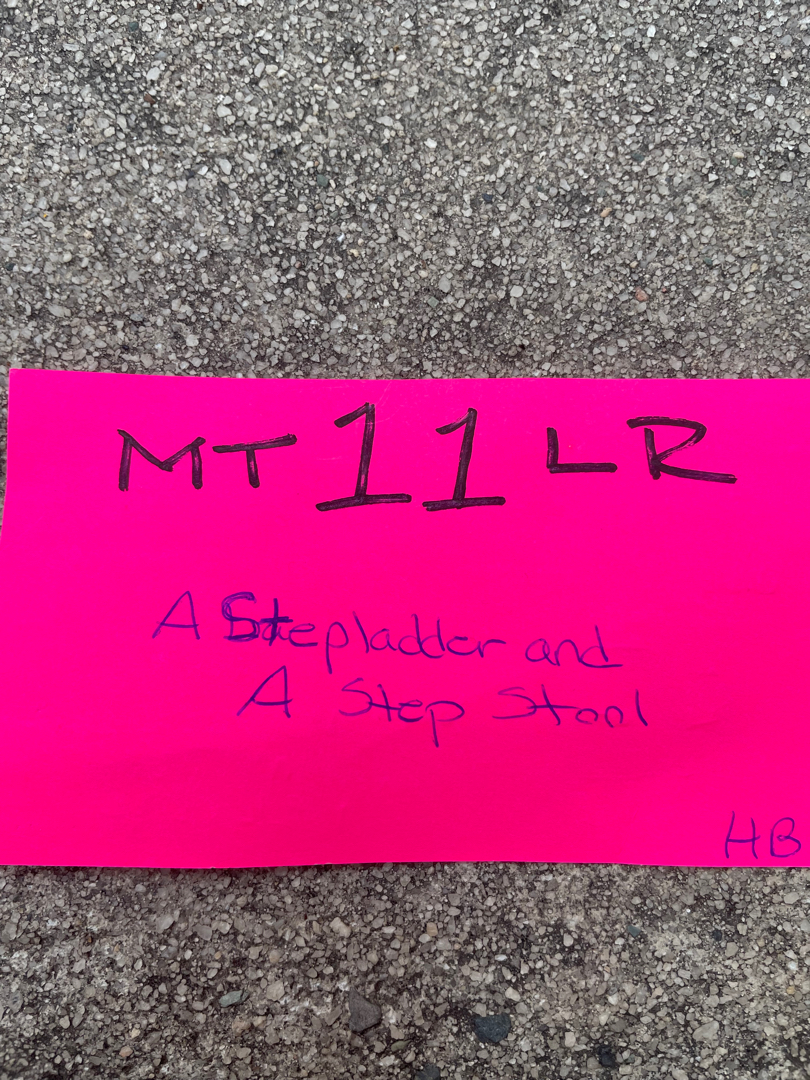 MT 11 LR
A Stepladder and
A Step Stool
HB